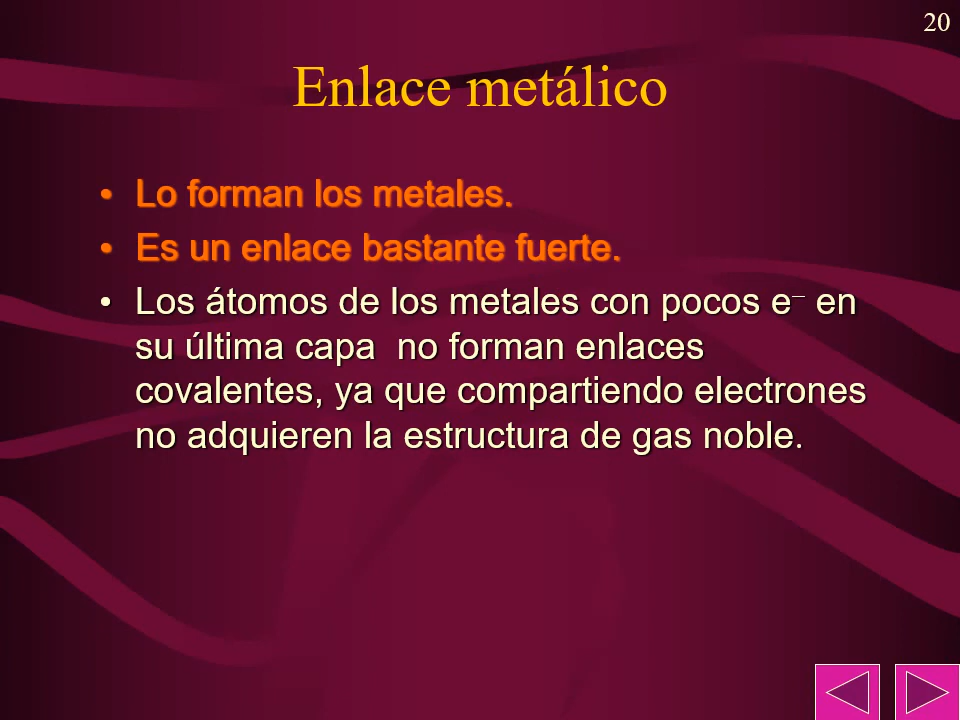 20
Enlace metálico
• Lo forman los metales.
• Es un enlace bastante fuerte.
• Los átomos de los metales con pocos e⁻ en
su última capa no forman enlaces
covalentes, ya que compartiendo electrones
no adquieren la estructura de gas noble.